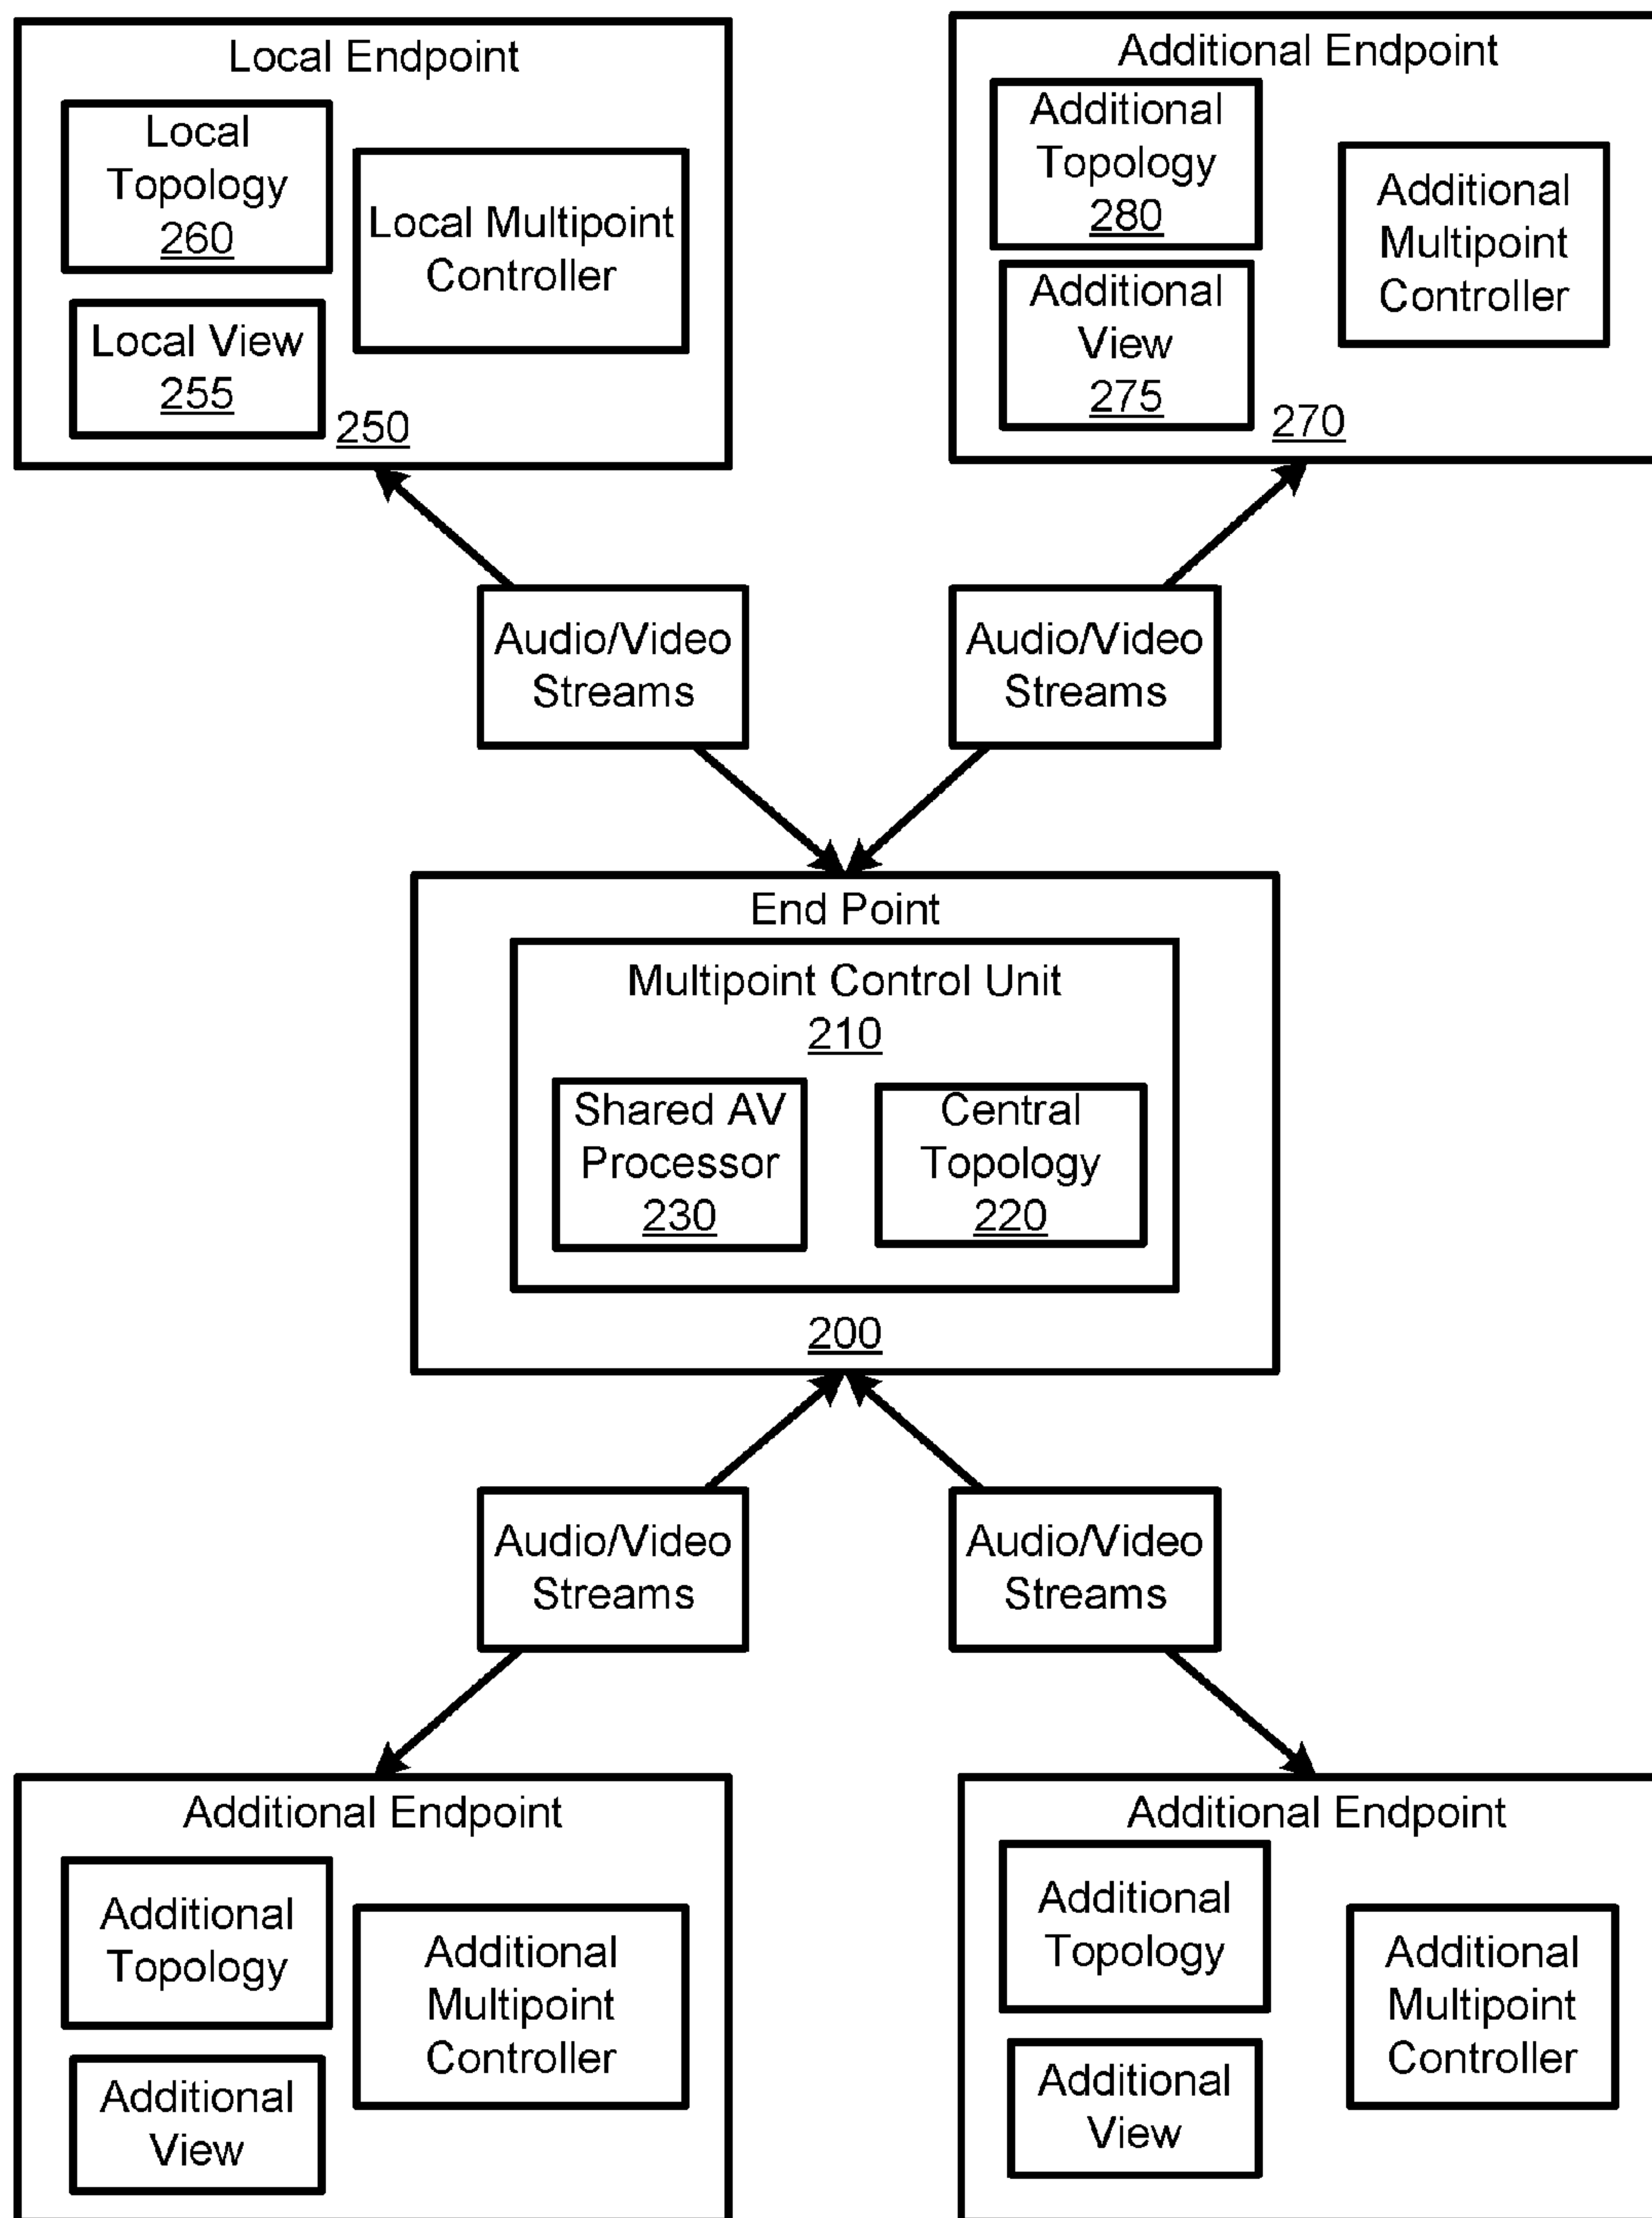 Local Endpoint
Local
Topology
260
Local Multipoint
Controller
Local View
255
250
Additional Endpoint
Additional
Topology
280
Additional
Multipoint
Controller
Additional
View
275
270
Audio/Video
Streams
Audio/Video
Streams
End Point
Multipoint Control Unit
210
Shared AV
Processor
230
Central
Topology
220
200
Audio/Video
Streams
Audio/Video
Streams
Additional Endpoint
Additional
Topology
Additional
Multipoint
Controller
Additional
View
Additional Endpoint
Additional
Topology
Additional
Multipoint
Controller
Additional
View